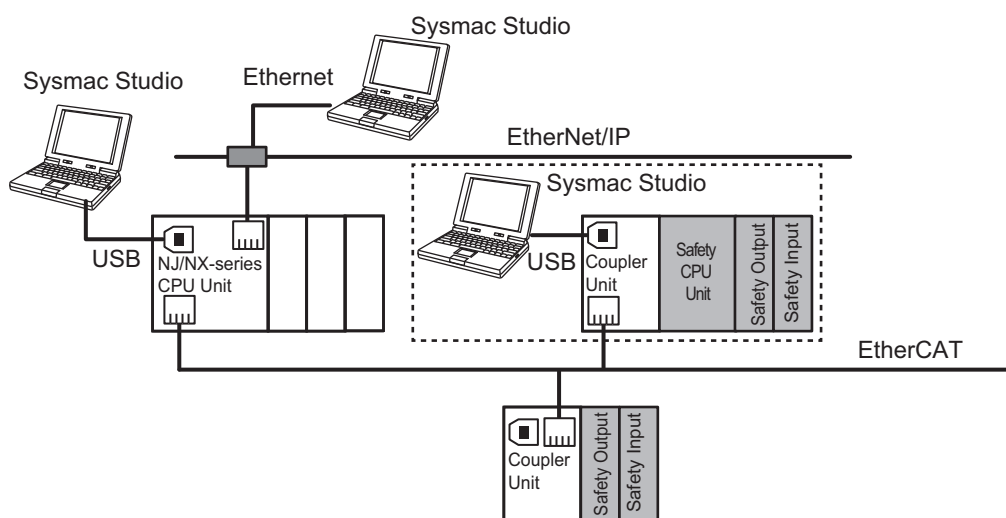 Sysmac Studio
Sysmac Studio
Ethernet
EtherNet/IP
Sysmac Studio
USB
NJ/NX-series
CPU Unit
USB
Coupler
Unit
Safety
CPU
Unit
Safety Output
Safety Input
EtherCAT
Coupler
Unit
Safety Output
Safety Input